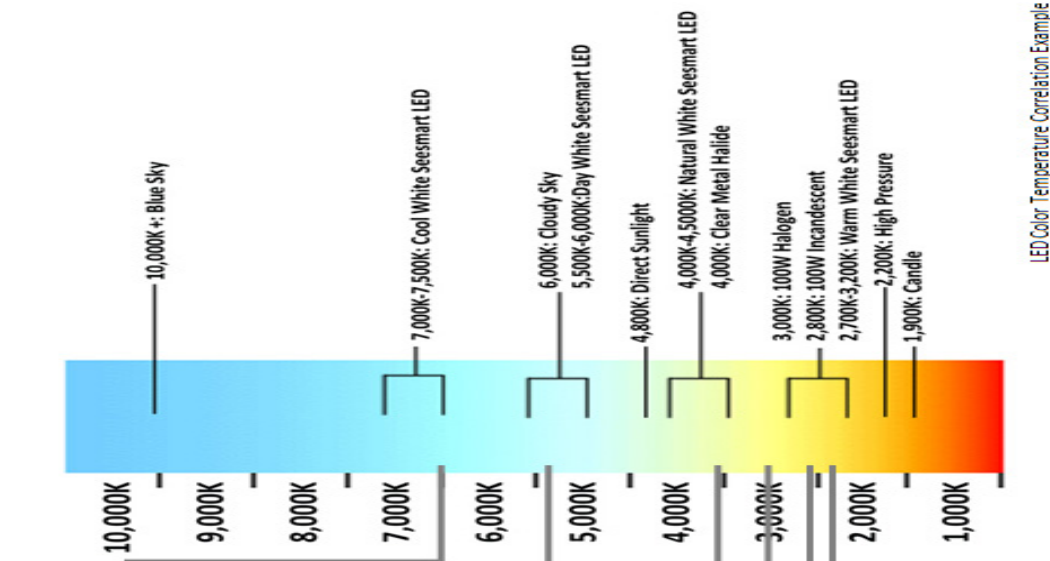 LED Color Temperature Correlation Example
10,000K +: Blue Sky
7,000K-7,500K: Cool White Seesmart LED
6,000K: Cloudy Sky
5,500K-6,000K:Day White Seesmart LED
4,800K: Direct Sunlight
4,000K-4,5000K: Natural White Seesmart LED
4,000K: Clear Metal Halide
3,000K: 100W Halogen
2,800K: 100W Incandescent
2,700K-3,200K: Warm White Seesmart LED
2,200K: High Pressure
1,900K: Candle
10,000K
9,000K
8,000K
7,000K
6,000K
5,000K
4,000K
3,000K
2,000K
1,000K